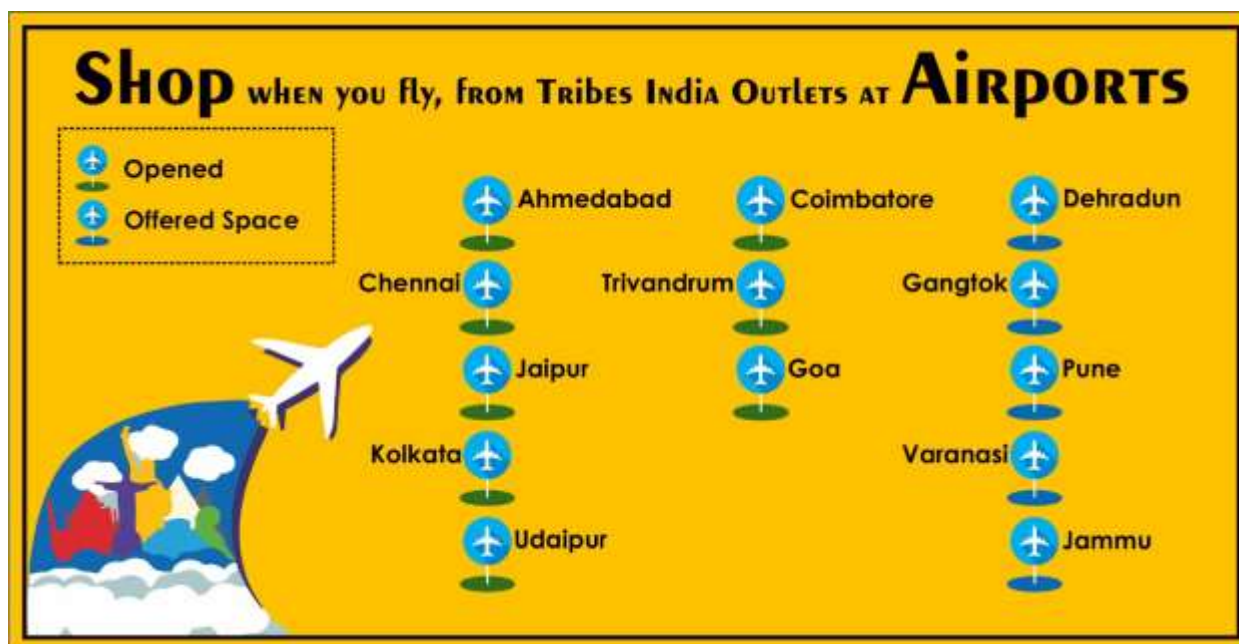 Shop when you fly, from Tribes India Outlets at Airports
Opened
Offered Space
Ahmedabad
Coimbatore
Dehradun
Chennai
Trivandrum
Gangtok
Jaipur
Goa
Pune
Kolkata
Varanasi
Udaipur
Jammu